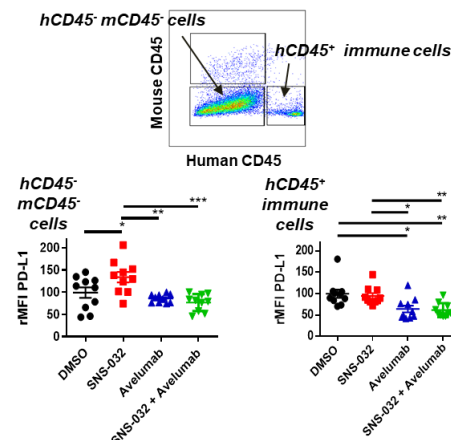 hCD45- mCD45- cells
hCD45+ immune cells
Mouse CD45
Human CD45
hCD45-
mCD45-
cells
***
**
*
rMFI PD-L1
200
150
100
50
0
DMSO
SNS-032
Avelumab
SNS-032 + Avelumab
hCD45+
immune
cells
**
*
**
*
rMFI PD-L1
200
150
100
50
0
DMSO
SNS-032
Avelumab
SNS-032 + Avelumab